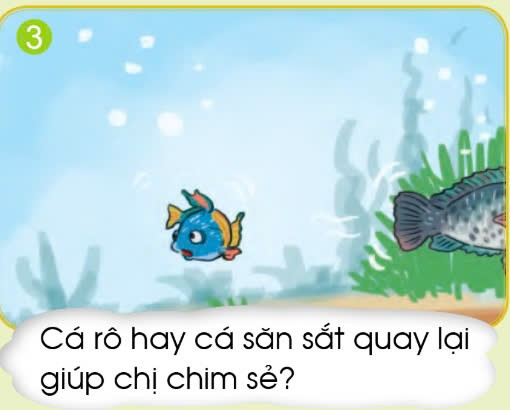 3
Cá rô hay cá săn sắt quay lại
giúp chị chim sẻ?